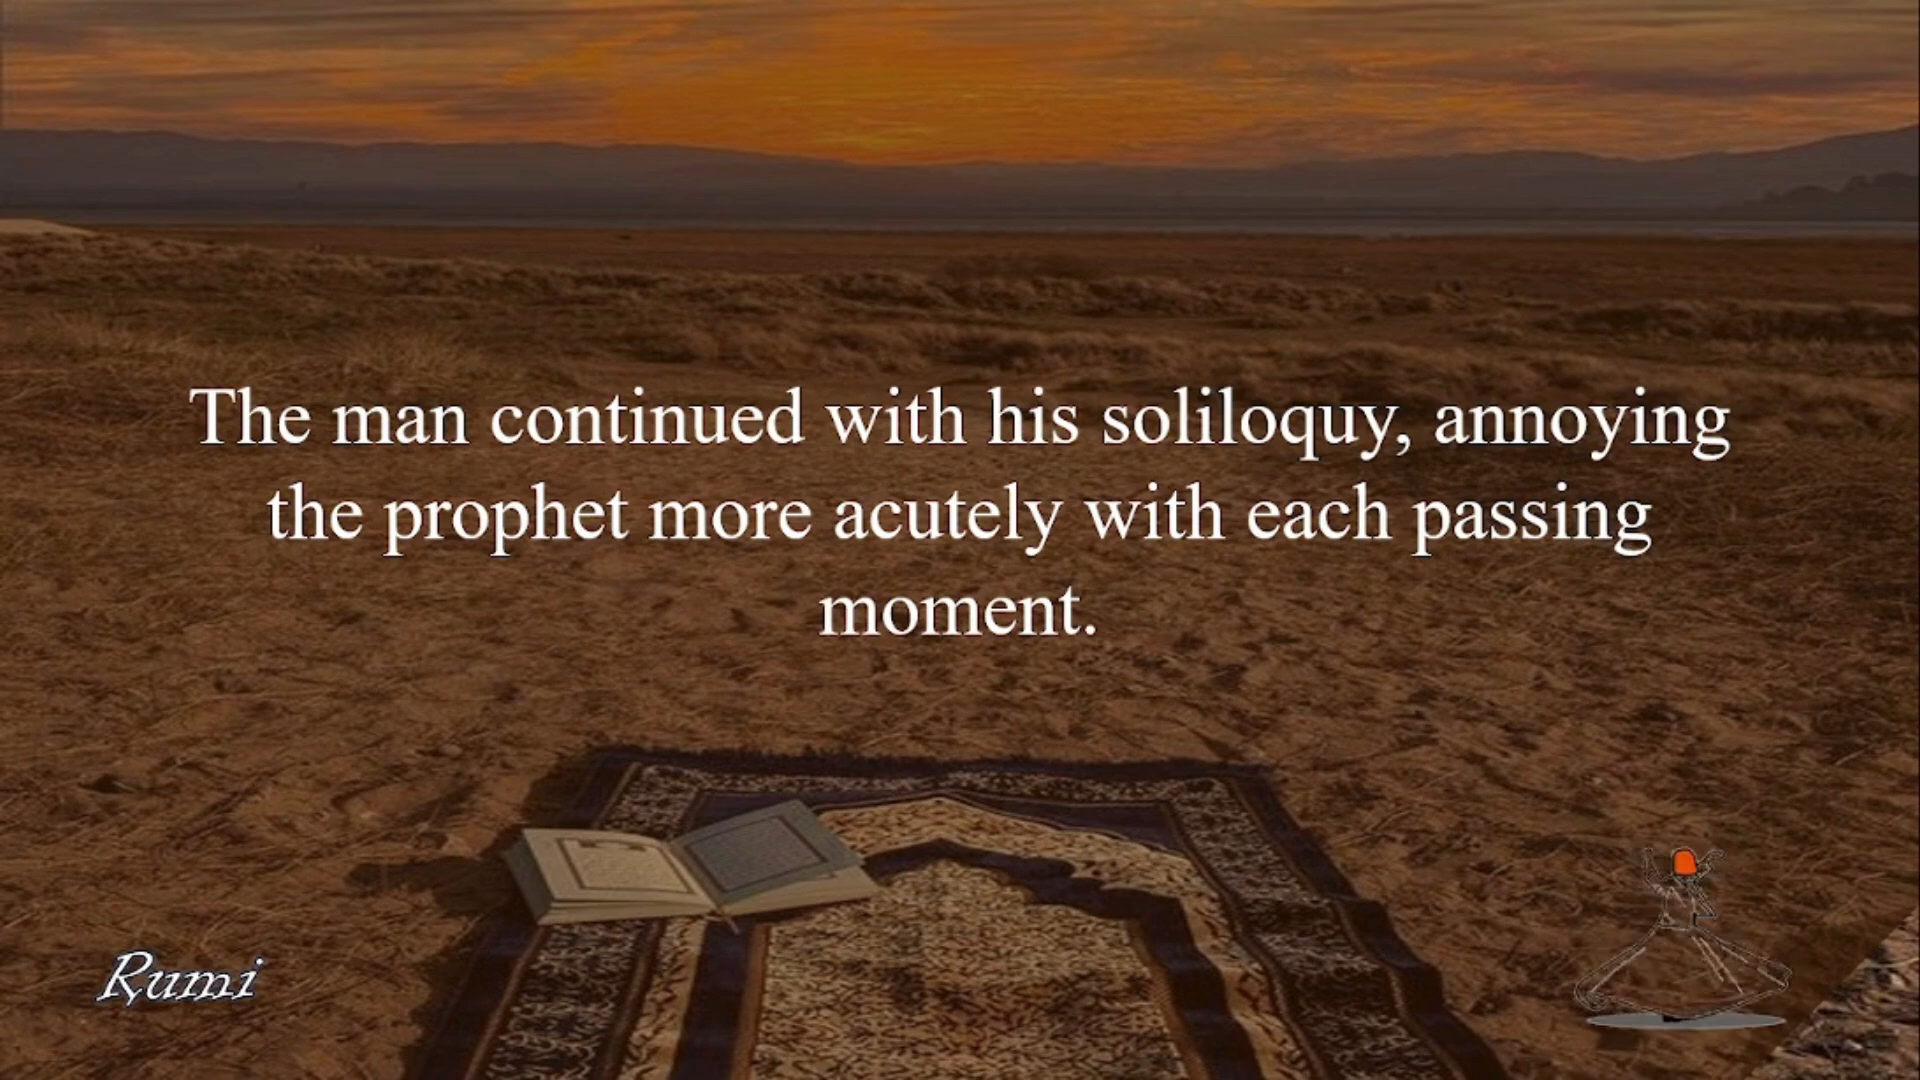 The man continued with his soliloquy, annoying
the prophet more acutely with each passing
moment.
Rumi